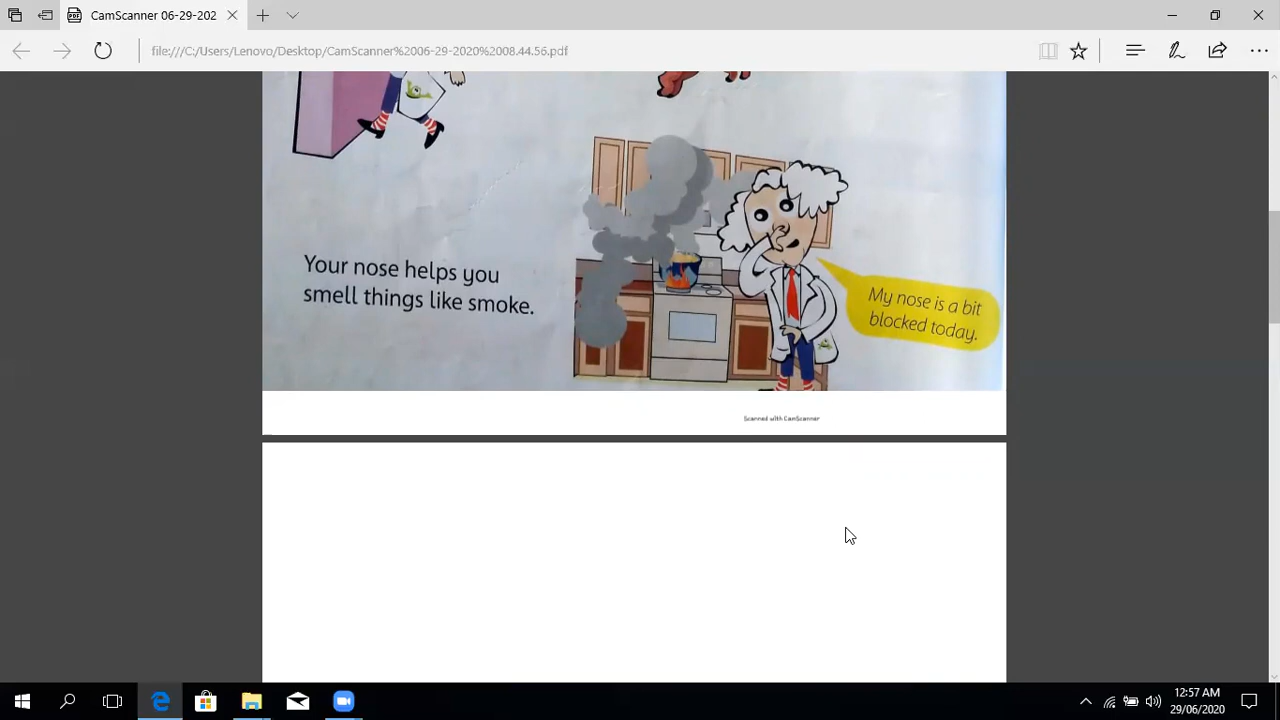 CamScanner 06-29-202
file:///C:/Users/Lenovo/Desktop/CamScanner%2006-29-2020%2008.44.56.pdf
Your nose helps you
smell things like smoke.
My nose is a bit
blocked today.
Scanned with CamScanner
12:57 AM
29/06/2020